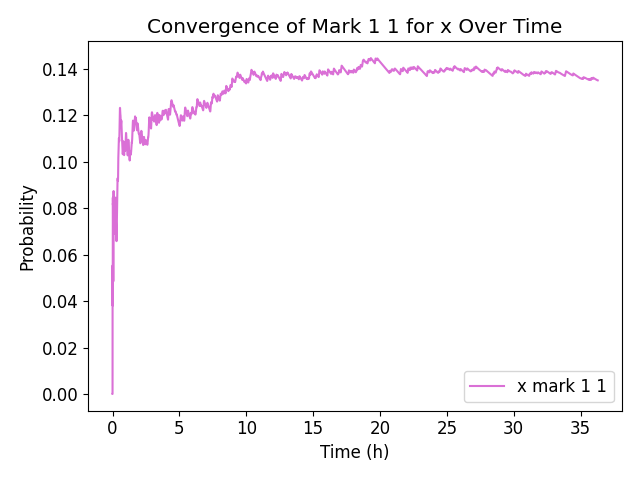 Convergence of Mark 1 1 for x Over Time
Probability
0.14
0.12
0.10
0.08
0.06
0.04
0.02
0.00
x mark 1 1
0 5 10 15 20 25 30 35
Time (h)